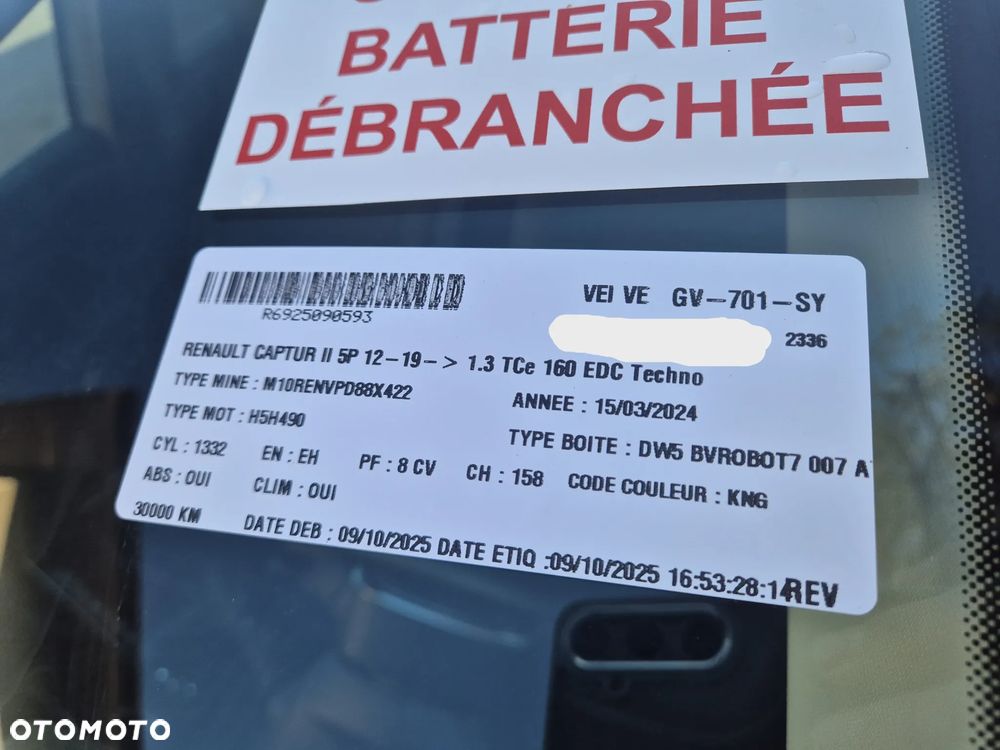 BATTERIE
DÉBRANCHÉE
VEI VE GV-701-SY
R6925090593
2336
RENAULT CAPTUR II 5P 12-19-> 1.3 TCe 160 EDC Techno
TYPE MINE : M10RENVPD88X422
ANNEE : 15/03/2024
TYPE MOT : H5H490
TYPE BOITE : DW5 BVROBOT7 007 A
CYL : 1332 EN : EH PF : 8 CV CH : 158 CODE COULEUR : KNG
ABS : OUI CLIM : OUI
30000 KM DATE DEB : 09/10/2025 DATE ETIQ :09/10/2025 16:53:28:14 REV
OTOMOTO